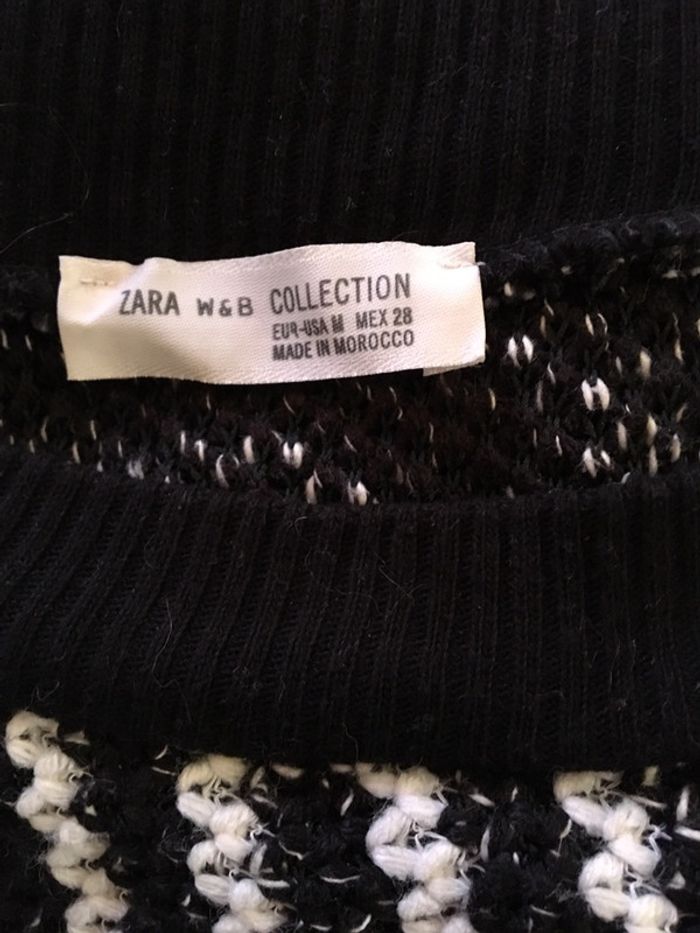 ZARA W&B COLLECTION
EUR-USA M MEX 28
MADE IN MOROCCO